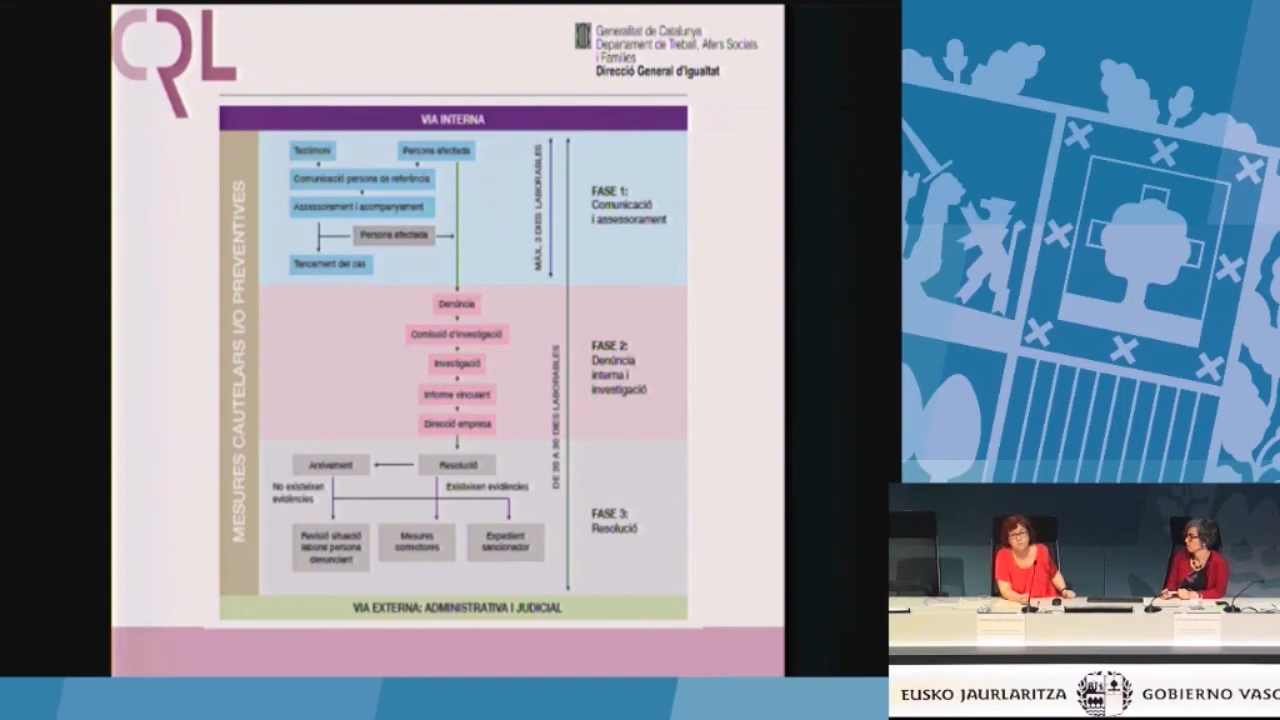 CRL
Generalitat de Catalunya
Departament de Treball, Afers Socials
i Famílies
Direcció General d'Igualtat
VIA INTERNA
MESURES CAUTELARS I/O PREVENTIVES
Testimoni
Persona afectada
Comunicació persona de referència
Assessorament i acompanyament
Persona afectada
Tancament del cas
MÀX. 3 DIES LABORABLES
FASE 1:
Comunicació
i assessorament
Denúncia
Comissió d'investigació
Investigació
Informe vinculant
Direcció empresa
DE 20 A 30 DIES LABORABLES
FASE 2:
Denúncia
interna i
investigació
Arxivament
Resolució
No existeixen
evidències
Existeixen evidències
Revisió situació
laboral persona
denunciant
Mesures
correctores
Expedient
sancionador
FASE 3:
Resolució
VIA EXTERNA: ADMINISTRATIVA I JUDICIAL
EUSKO JAURLARITZA
GOBIERNO VASC